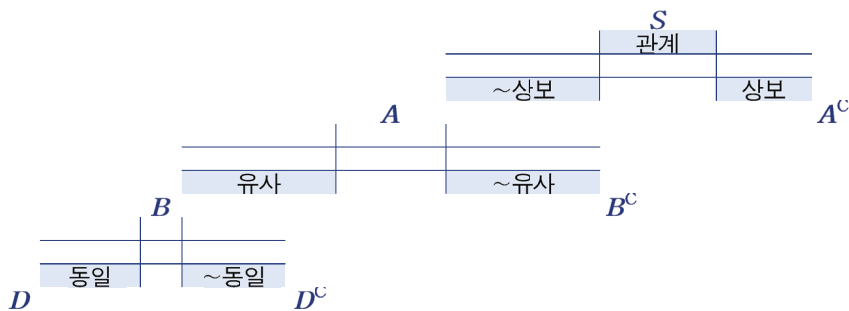 S
관계
~상보 상보
A A^C
유사 ~유사
B B^C
동일 ~동일
D D^C